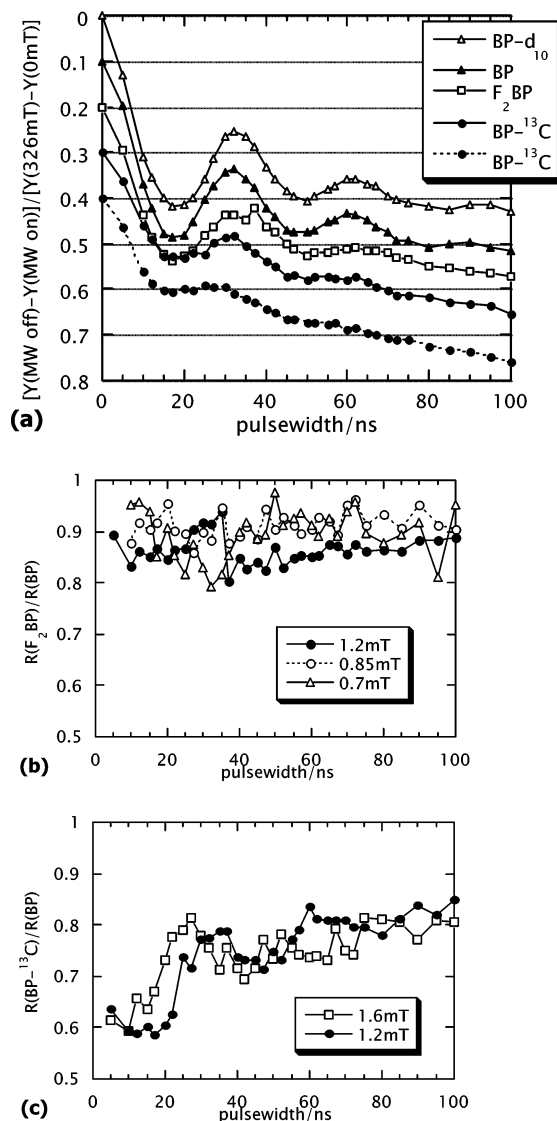 [Y(MW off)−Y(MW on)]/[Y(326mT)−Y(0mT)]
0
0.1
0.2
0.3
0.4
0.5
0.6
0.7
0.8
BP−d10
BP
F2BP
BP−13C
BP−13C
0 20 40 60 80 100
pulsewidth/ns
(a)
R(F2BP)/R(BP)
1
0.9
0.8
0.7
0.6
0.5
1.2mT
0.85mT
0.7mT
0 20 40 60 80 100
pulsewidth/ns
(b)
R(BP−13C)/R(BP)
1
0.9
0.8
0.7
0.6
0.5
1.6mT
1.2mT
0 20 40 60 80 100
pulsewidth/ns
(c)